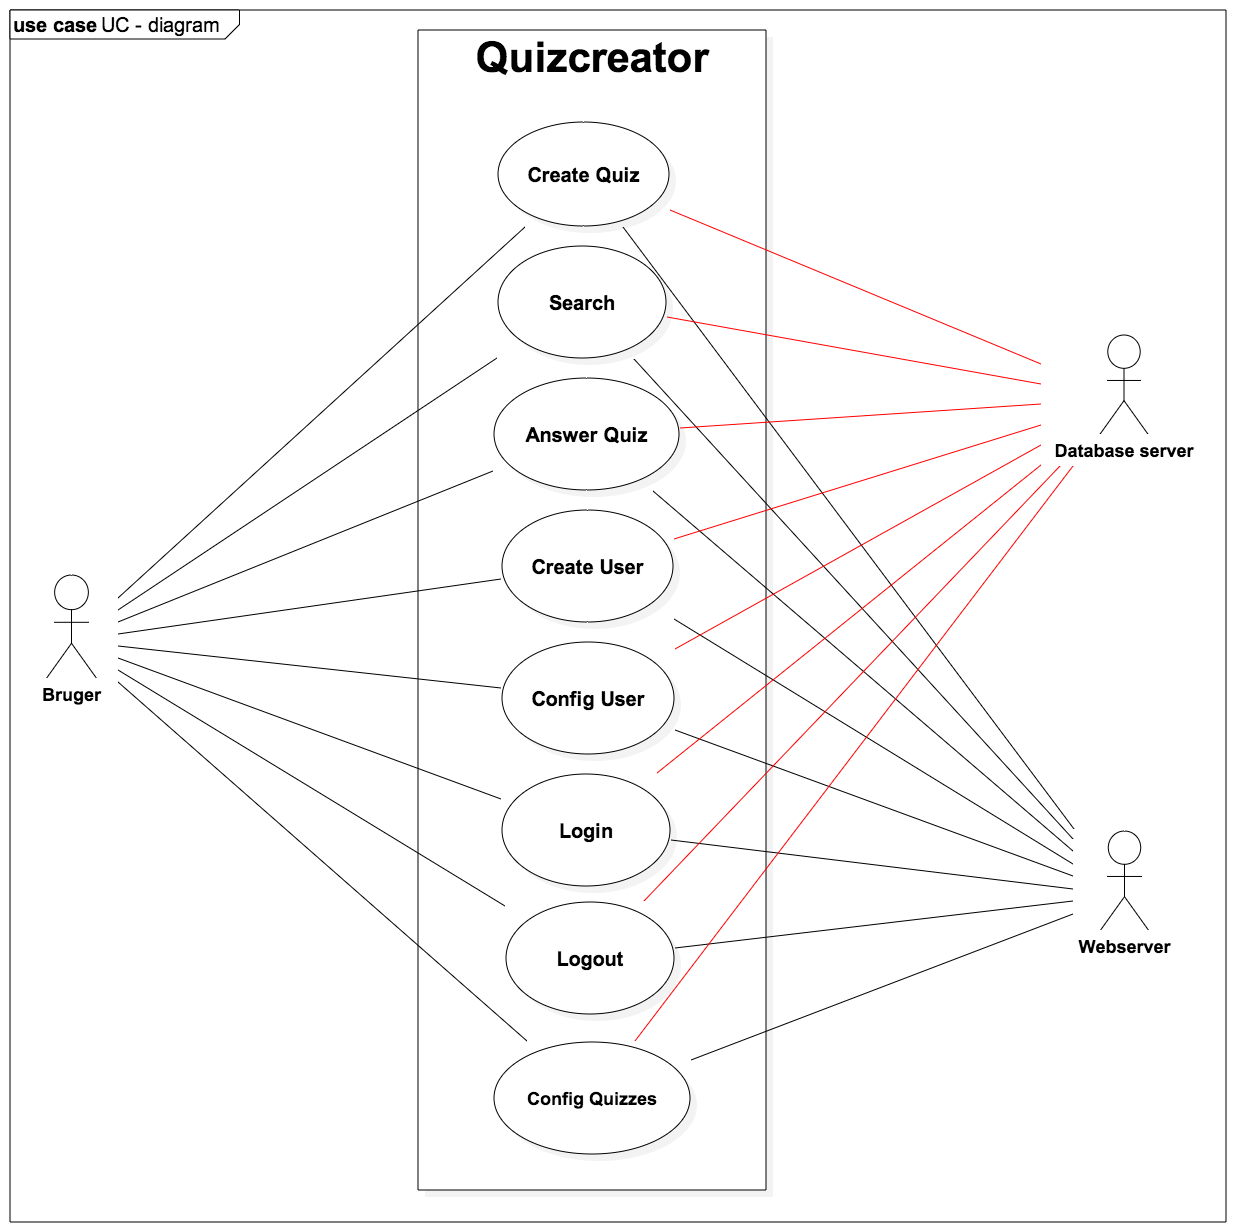 use case UC - diagram
Quizcreator
Create Quiz
Search
Answer Quiz
Database server
Create User
Bruger
Config User
Login
Webserver
Logout
Config Quizzes